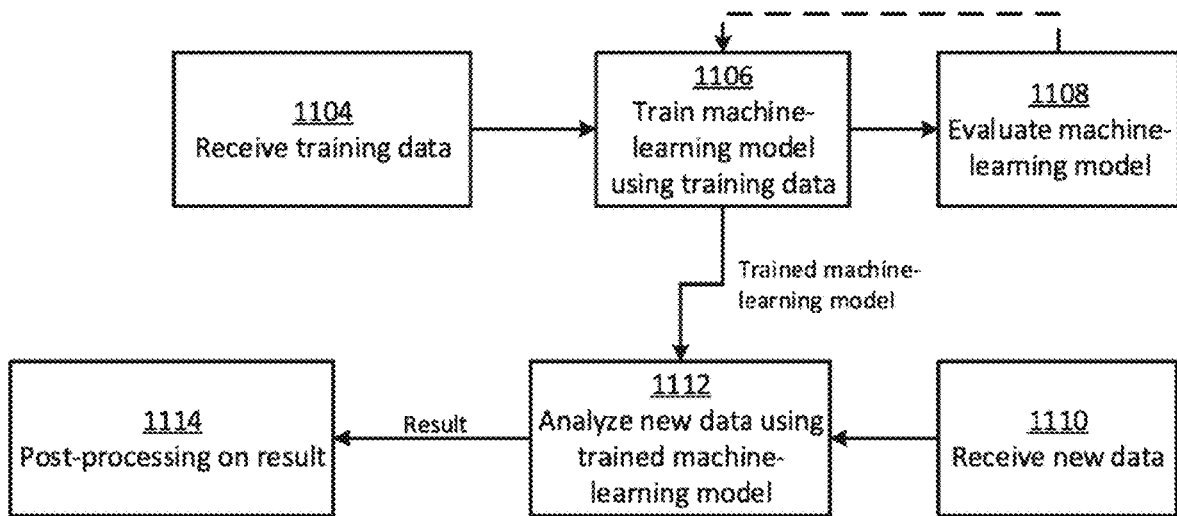 1104
Receive training data
1106
Train machine-
learning model
using training data
1108
Evaluate machine-
learning model
Trained machine-
learning model
1114
Post-processing on result
Result
1112
Analyze new data using
trained machine-
learning model
1110
Receive new data